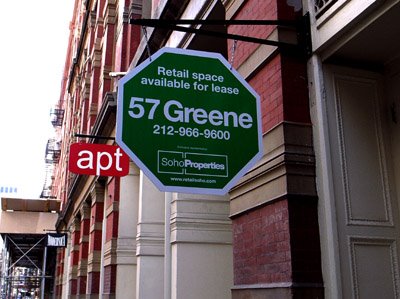 Retail space
available for lease
57 Greene
212-966-9600
SohoProperties
www.retailsoho.com
apt